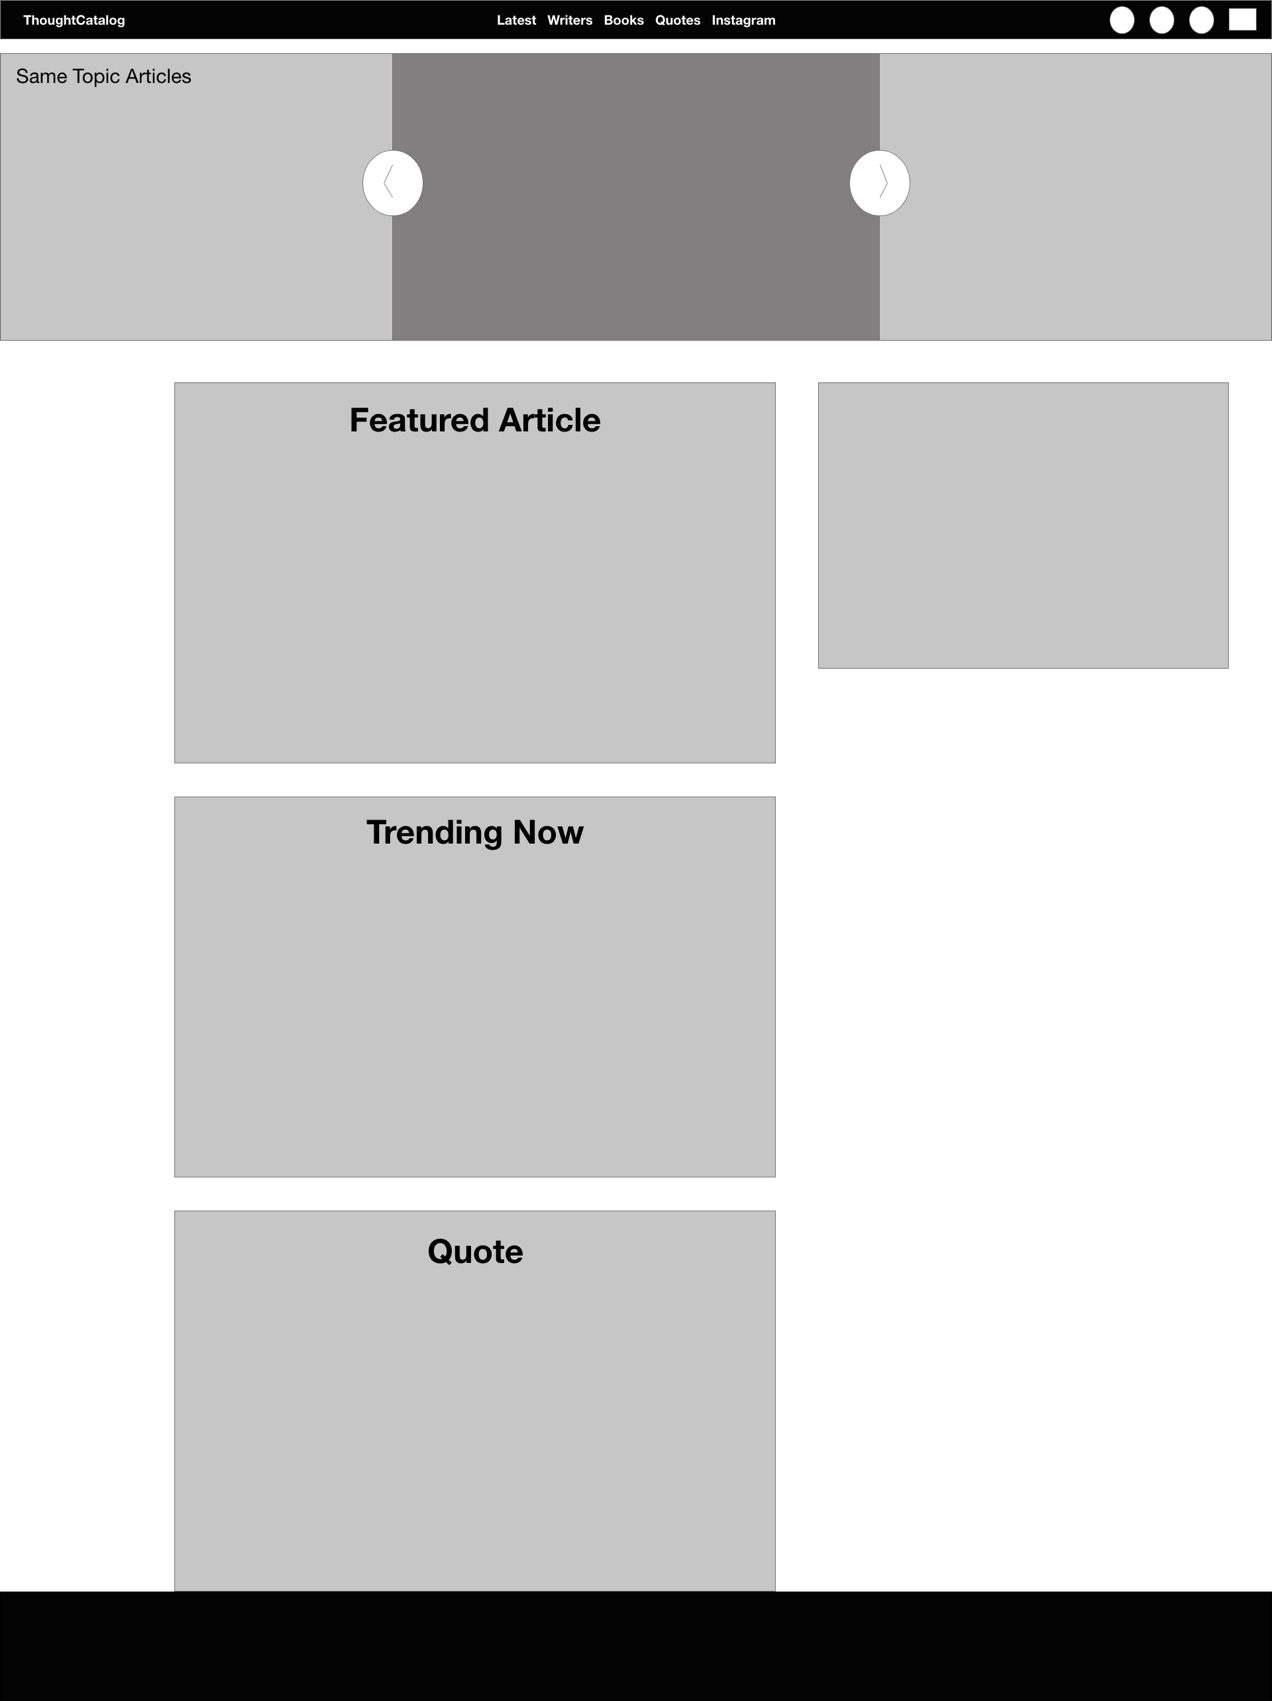 ThoughtCatalog Latest Writers Books Quotes Instagram
Same Topic Articles
Featured Article
Trending Now
Quote